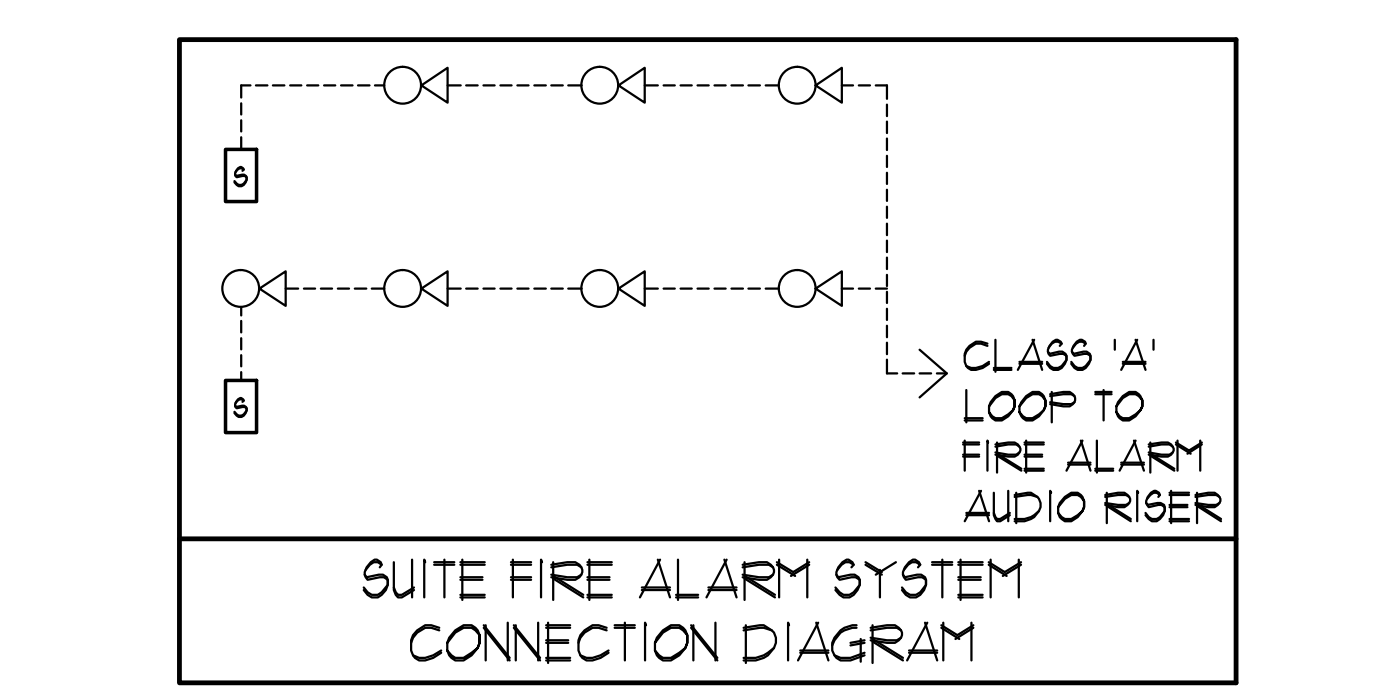 S
S
CLASS 'A'
LOOP TO
FIRE ALARM
AUDIO RISER
SUITE FIRE ALARM SYSTEM
CONNECTION DIAGRAM